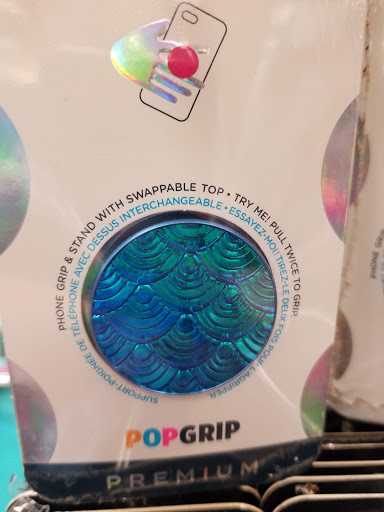 PHONE GRIP & STAND WITH SWAPPABLE TOP • TRY ME! PULL TWICE TO GRIP.
SUPPORT-POIGNÉE DE TÉLÉPHONE AVEC DESSUS INTERCHANGEABLE • ESSAYEZ-MOI! TIREZ-LE DEUX FOIS POUR L'AGRIPPER
POPGRIP
PREMIUM